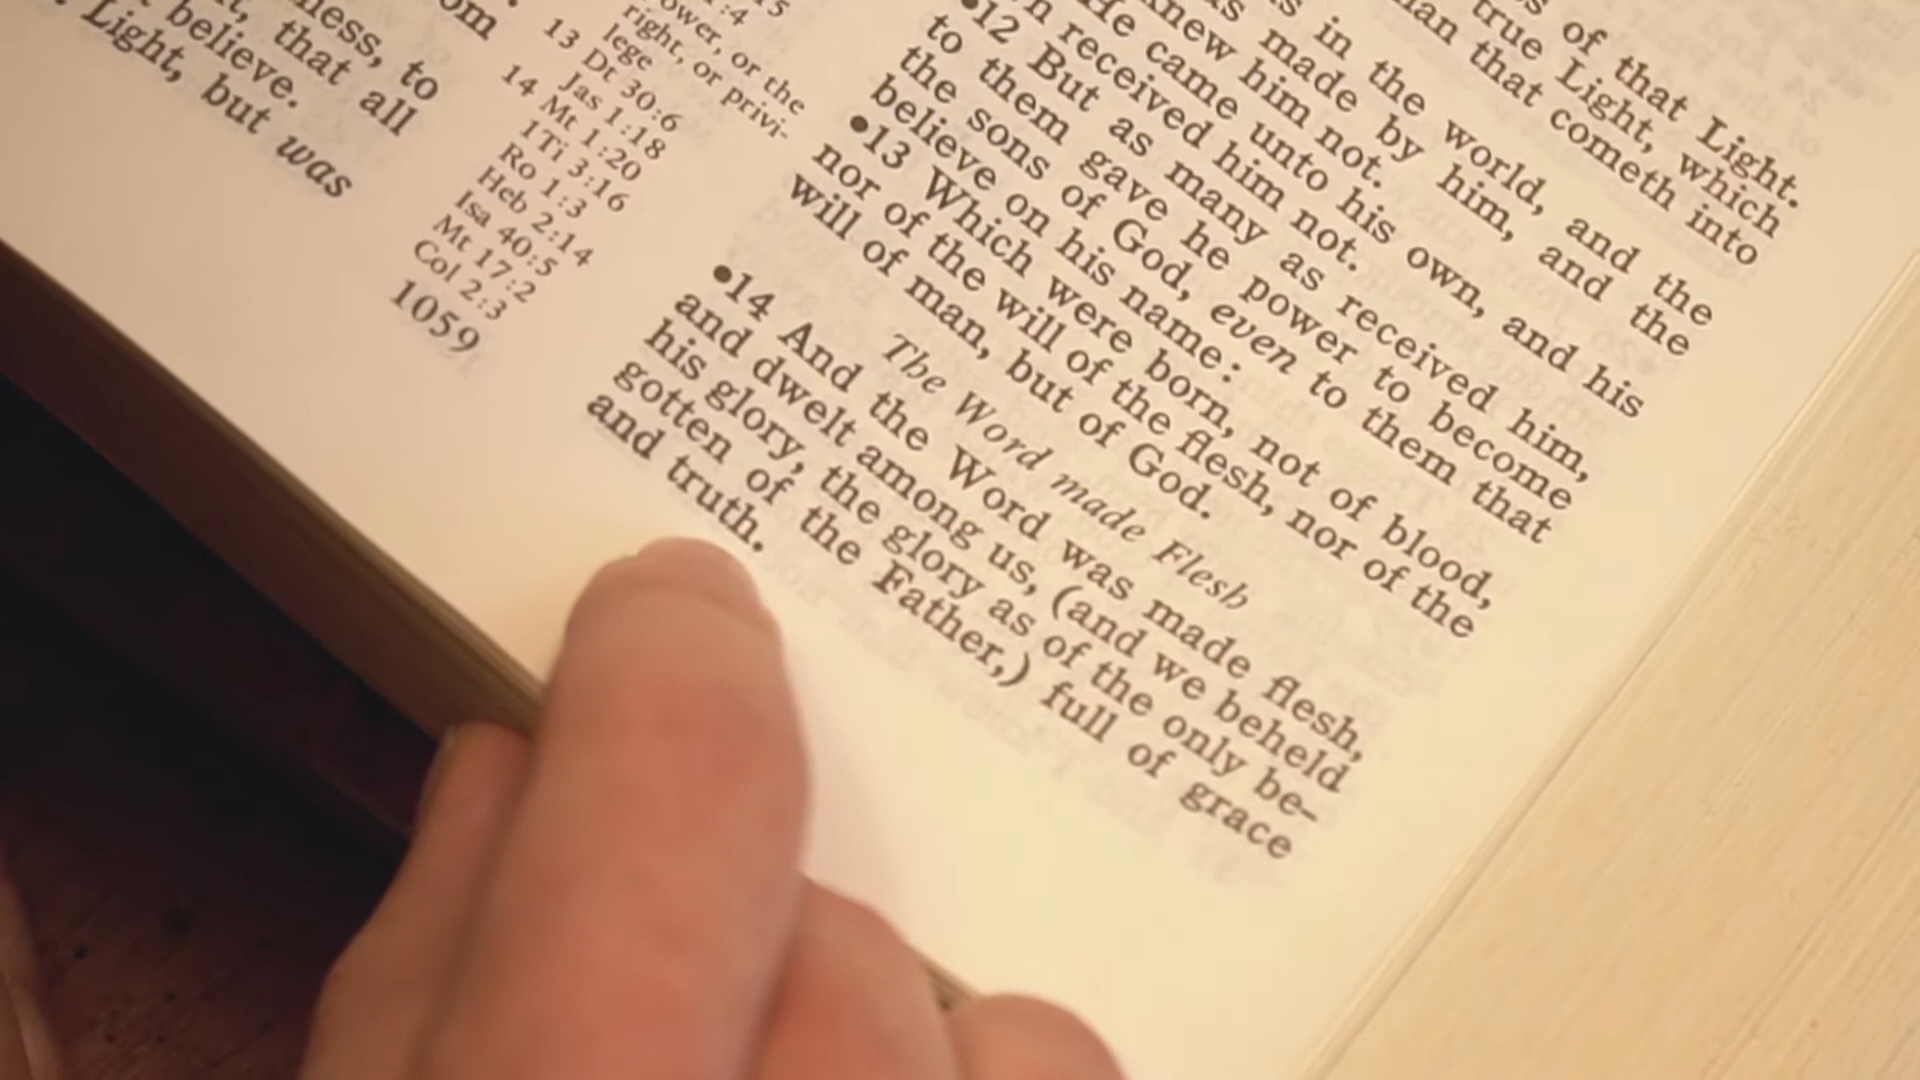 om
ness, to
that all
believe.
Light, but was
:4
ower, or the
right, or privi-
lege
13 Dt 30:6
Jas 1:18
14 Mt 1:20
1Ti 3:16
Ro 1:3
Heb 2:14
Isa 40:5
Mt 17:2
Col 2:3
1059
of that Light.
true Light, which
man that cometh into
in the world, and the
made by him, and the
knew him not.
He came unto his own, and his
received him not.
•12 But as many as received him,
to them gave he power to become
the sons of God, even to them that
believe on his name:
•13 Which were born, not of blood,
nor of the will of the flesh, nor of the
will of man, but of God.
The Word made Flesh
•14 And the Word was made flesh,
and dwelt among us, (and we beheld
his glory, the glory as of the only be-
gotten of the Father,) full of grace
and truth.